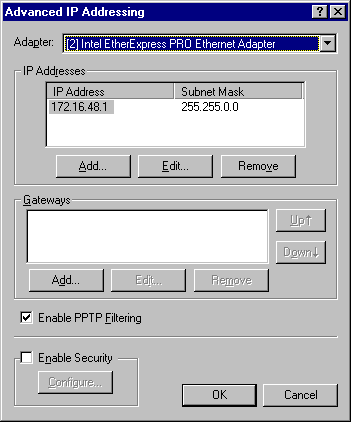 Advanced IP Addressing
Adapter: [2] Intel EtherExpress PRO Ethernet Adapter
IP Addresses
IP Address Subnet Mask
172.16.48.1 255.255.0.0
Add... Edit... Remove
Gateways
Up↑
Down↓
Add... Edit... Remove
Enable PPTP Filtering
Enable Security
Configure...
OK Cancel